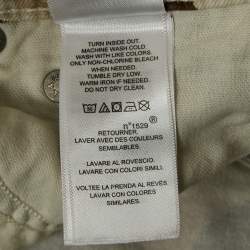 TURN INSIDE OUT.
MACHINE WASH COLD
WASH WITH LIKE COLORS.
ONLY NON-CHLORINE BLEACH
WHEN NEEDED.
TUMBLE DRY LOW.
WARM IRON IF NEEDED.
DO NOT DRY CLEAN.
n°1529 ®
RETOURNER.
LAVER AVEC DES COULEURS
SEMBLABLES.
LAVARE AL ROVESCIO.
LAVARE CON COLORI SIMILI.
VOLTEE LA PRENDA AL REVÉS.
LAVAR CON COLORES
SIMILARES.